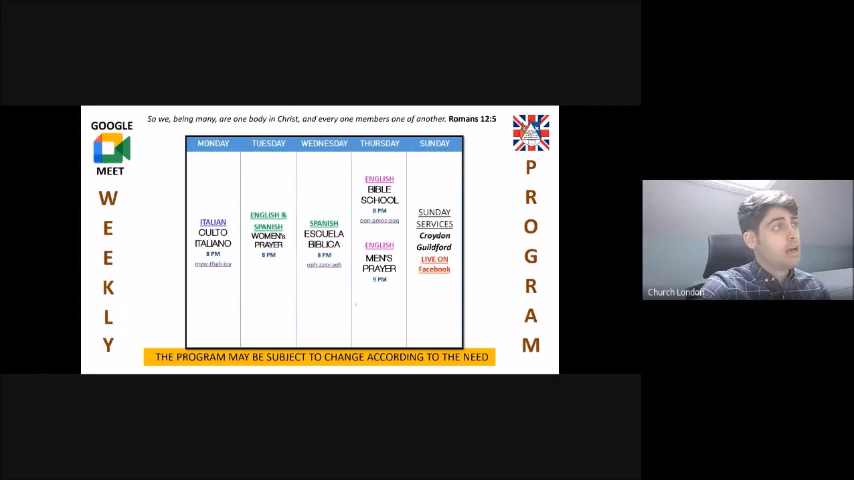 So we, being many, are one body in Christ, and every one members one of another. Romans 12:5
GOOGLE
MEET
WEEKLY
MONDAY
TUESDAY
WEDNESDAY
THURSDAY
SUNDAY
ITALIAN
CULTO
ITALIANO
8 PM
ENGLISH &
SPANISH
WOMEN's
PRAYER
8 PM
SPANISH
ESCUELA
BIBLICA
8 PM
ENGLISH
BIBLE
SCHOOL
8 PM
ENGLISH
MEN'S
PRAYER
9 PM
SUNDAY
SERVICES
Croydon
Guildford
LIVE ON
Facebook
PROGRAM
THE PROGRAM MAY BE SUBJECT TO CHANGE ACCORDING TO THE NEED
Church London